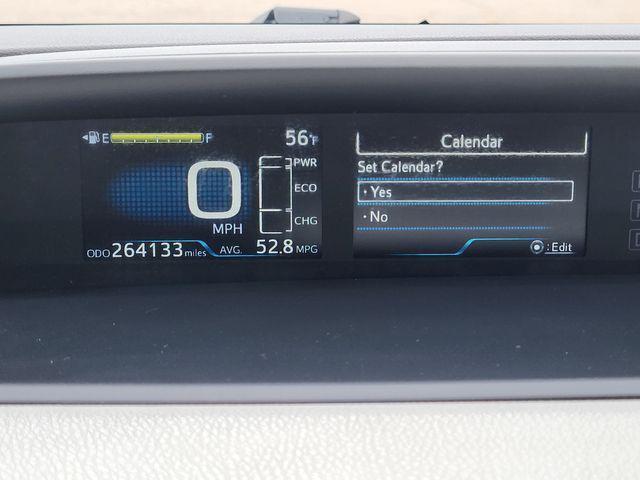 E F 56°F
PWR
ECO
CHG
0
MPH
ODO 264133 miles AVG. 52.8 MPG
Calendar
Set Calendar?
· Yes
· No
: Edit